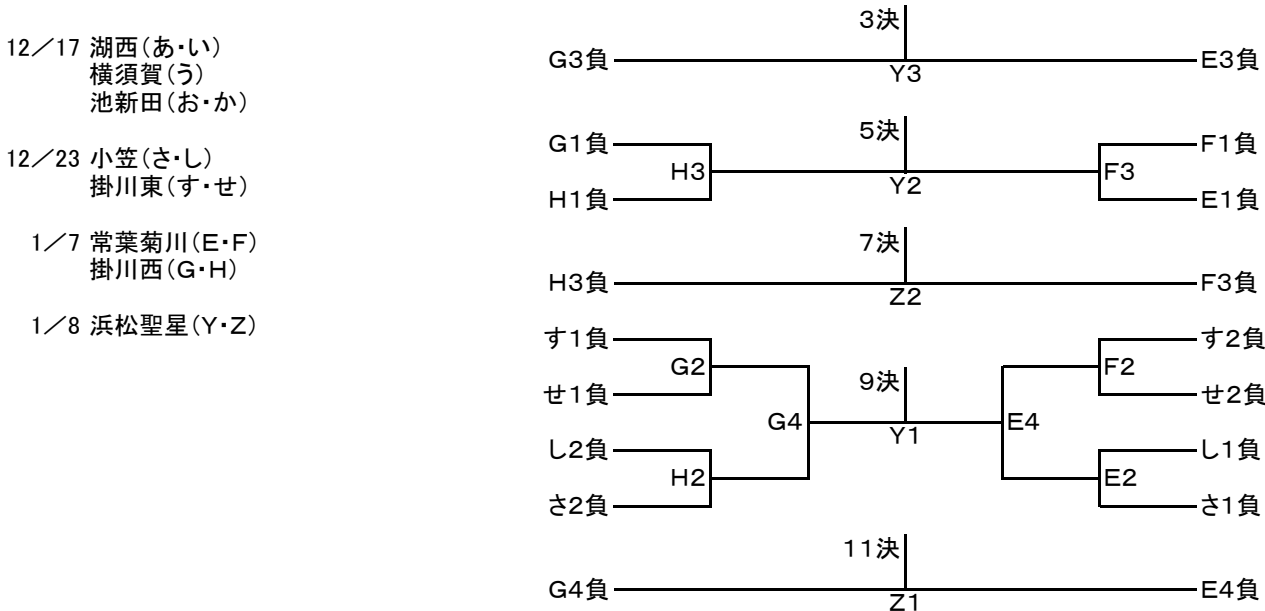 12／17 湖西（あ・い）
横須賀（う）
池新田（お・か）
12／23 小笠（さ・し）
掛川東（す・せ）
1／7 常葉菊川（E・F）
掛川西（G・H）
1／8 浜松聖星（Y・Z）
３決
G3負 E3負
Y3
５決
G1負 F1負
H3 F3
Y2
H1負 E1負
７決
H3負 F3負
Z2
す１負 す２負
G2 F2
９決
せ１負 せ２負
G4 E4
Y1
し２負 し１負
H2 E2
さ２負 さ１負
１１決
G4負 E4負
Z1